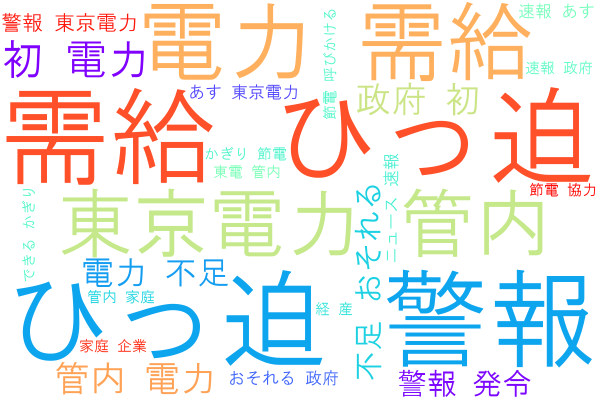 警報 東京電力
電力 需給
速報 あす
初 電力
速報 政府
節電 呼びかける
あす 東京電力
政府 初
需給 ひっ迫
かぎり 節電
東電 管内
ニュース 速報
節電 協力
できる かぎり
東京電力 管内
不足 おそれる
電力 不足
管内 家庭
ひっ迫 警報
経 産
家庭 企業
管内 電力
おそれる 政府
警報 発令